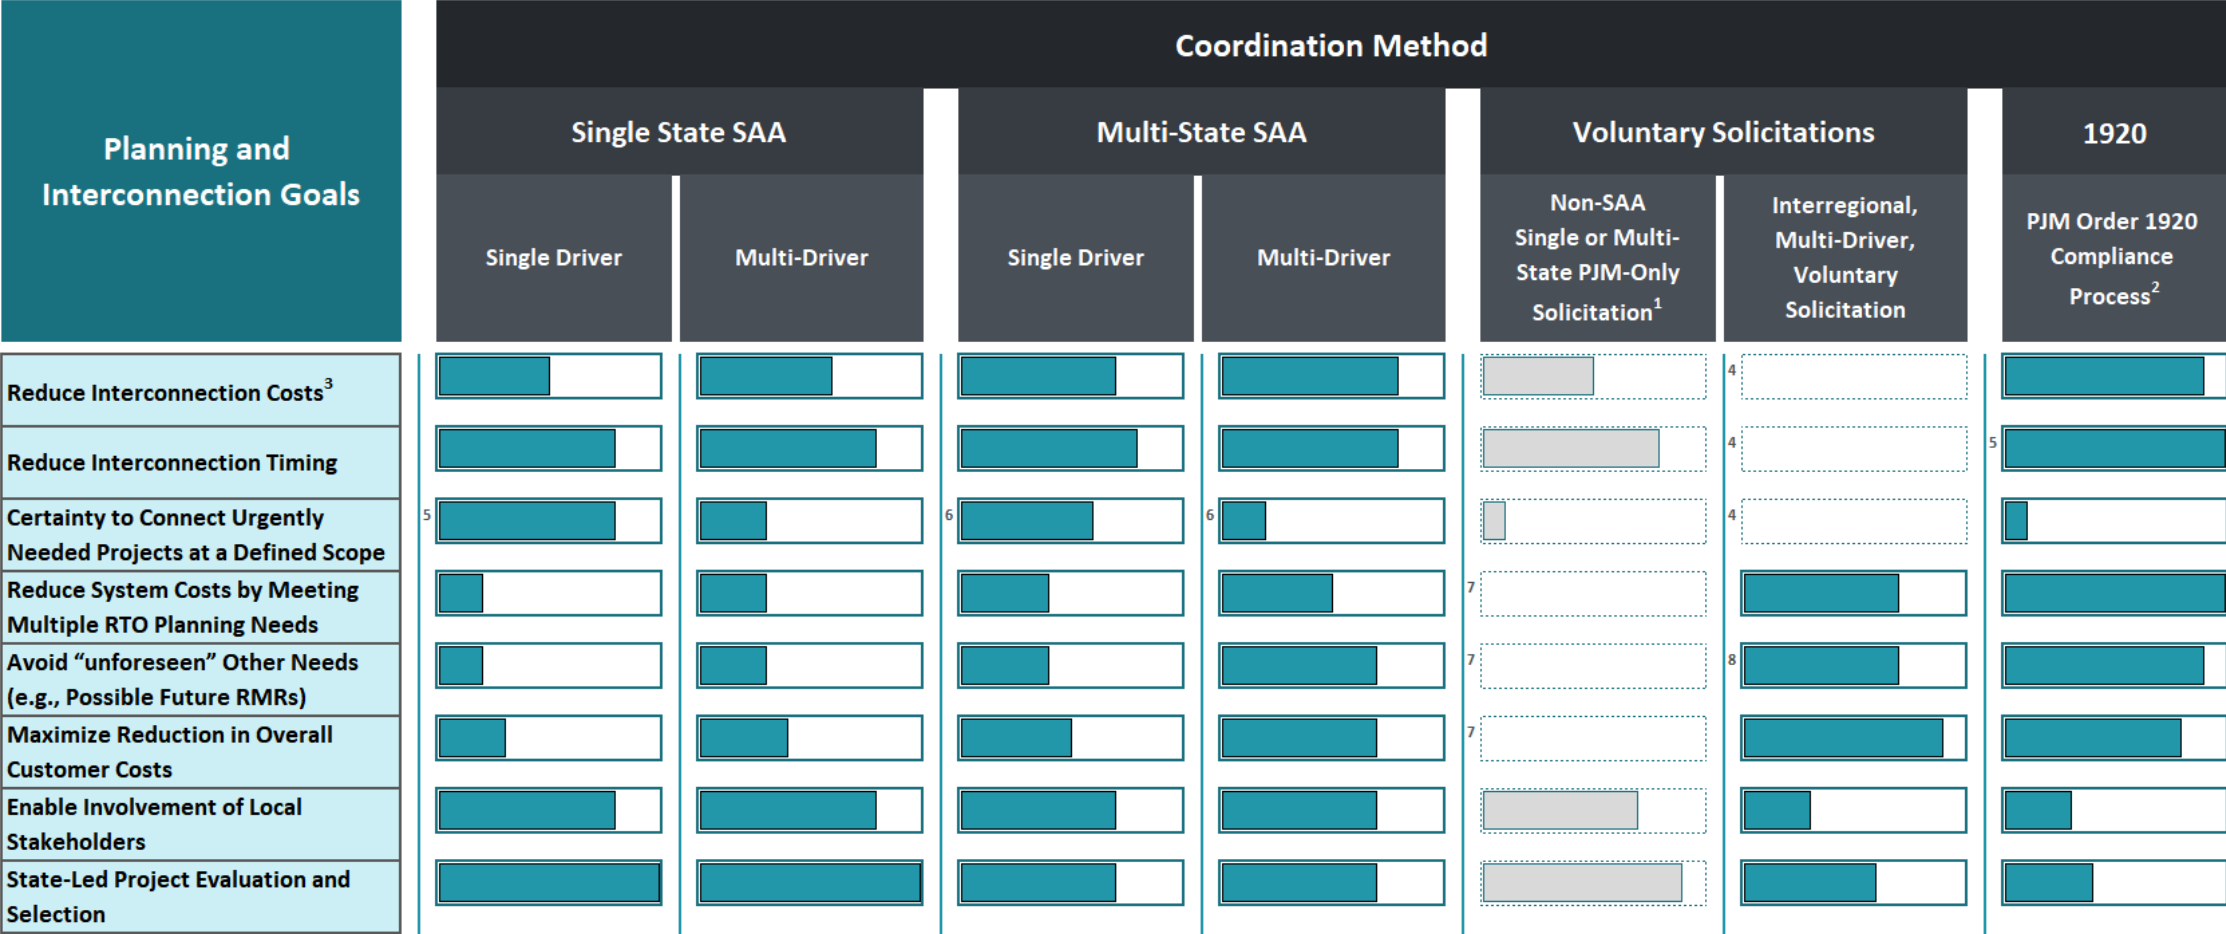 Planning and
Interconnection Goals
Coordination Method
Single State SAA
Multi-State SAA
Voluntary Solicitations
1920
Single Driver
Multi-Driver
Single Driver
Multi-Driver
Non-SAA
Single or Multi-
State PJM-Only
Solicitation1
Interregional,
Multi-Driver,
Voluntary
Solicitation
PJM Order 1920
Compliance
Process2
Reduce Interconnection Costs3
4
Reduce Interconnection Timing
4
5
Certainty to Connect Urgently
Needed Projects at a Defined Scope
5
6
6
4
Reduce System Costs by Meeting
Multiple RTO Planning Needs
7
Avoid “unforeseen” Other Needs
(e.g., Possible Future RMRs)
7
8
Maximize Reduction in Overall
Customer Costs
7
Enable Involvement of Local
Stakeholders
State-Led Project Evaluation and
Selection